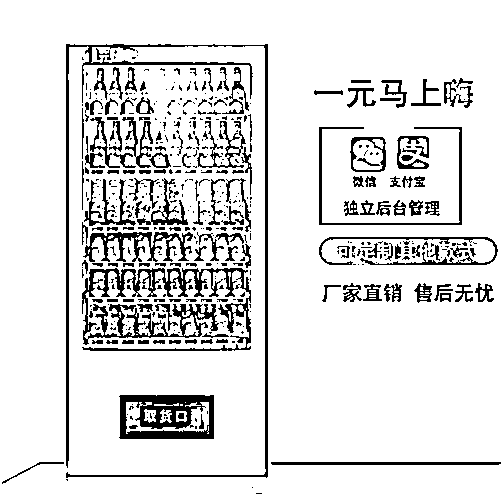 一元马上嗨
微信 支付宝
独立后台管理
可定制其他款式
厂家直销 售后无忧
取货口